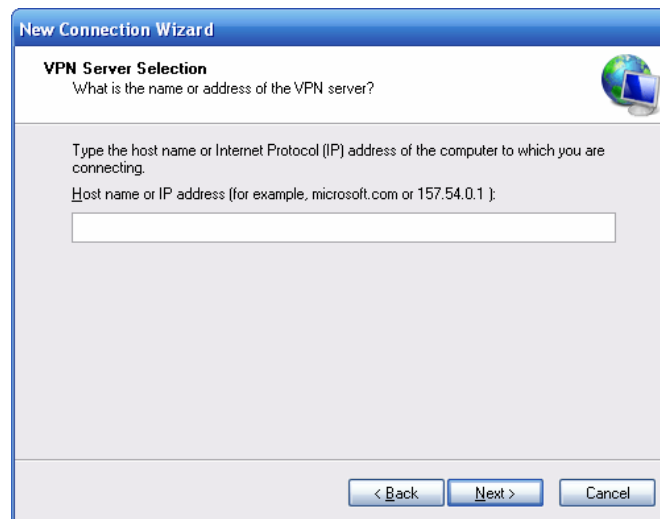 New Connection Wizard
VPN Server Selection
What is the name or address of the VPN server?
Type the host name or Internet Protocol (IP) address of the computer to which you are
connecting.
Host name or IP address (for example, microsoft.com or 157.54.0.1 ):
< Back Next > Cancel